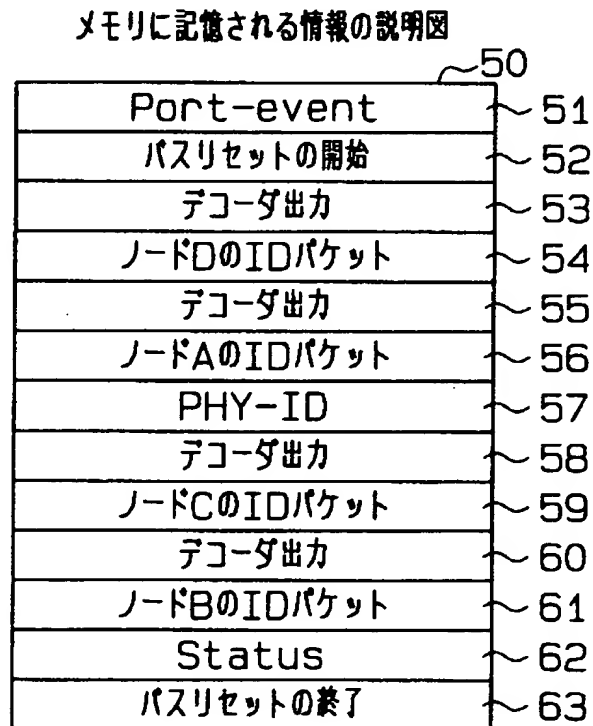 メモリに記憶される情報の説明図
50
Port-event 51
バスリセットの開始 52
デコーダ出力 53
ノードDのIDパケット 54
デコーダ出力 55
ノードAのIDパケット 56
PHY-ID 57
デコーダ出力 58
ノードCのIDパケット 59
デコーダ出力 60
ノードBのIDパケット 61
Status 62
バスリセットの終了 63